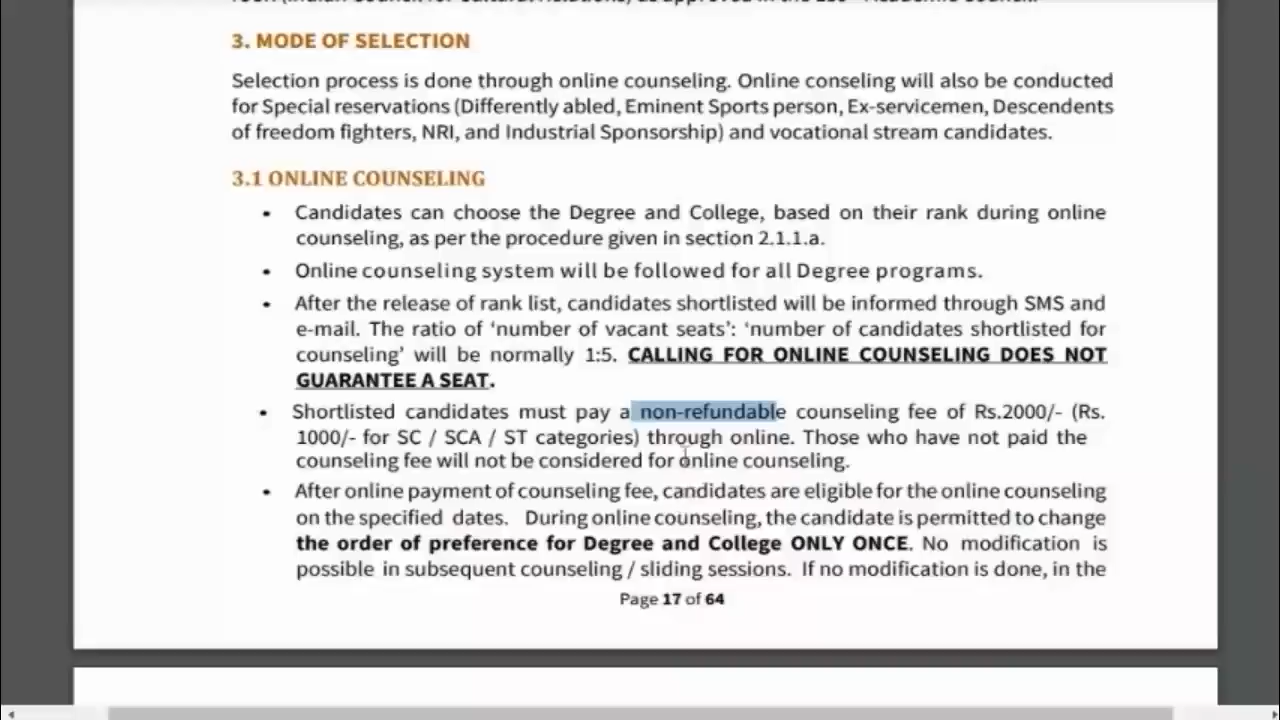 3. MODE OF SELECTION
Selection process is done through online counseling. Online conseling will also be conducted
for Special reservations (Differently abled, Eminent Sports person, Ex-servicemen, Descendents
of freedom fighters, NRI, and Industrial Sponsorship) and vocational stream candidates.
3.1 ONLINE COUNSELING
• Candidates can choose the Degree and College, based on their rank during online
counseling, as per the procedure given in section 2.1.1.a.
• Online counseling system will be followed for all Degree programs.
• After the release of rank list, candidates shortlisted will be informed through SMS and
e-mail. The ratio of ‘number of vacant seats’: ‘number of candidates shortlisted for
counseling’ will be normally 1:5. CALLING FOR ONLINE COUNSELING DOES NOT
GUARANTEE A SEAT.
• Shortlisted candidates must pay a non-refundable counseling fee of Rs.2000/- (Rs.
1000/- for SC / SCA / ST categories) through online. Those who have not paid the
counseling fee will not be considered for online counseling.
• After online payment of counseling fee, candidates are eligible for the online counseling
on the specified dates. During online counseling, the candidate is permitted to change
the order of preference for Degree and College ONLY ONCE. No modification is
possible in subsequent counseling / sliding sessions. If no modification is done, in the
Page 17 of 64